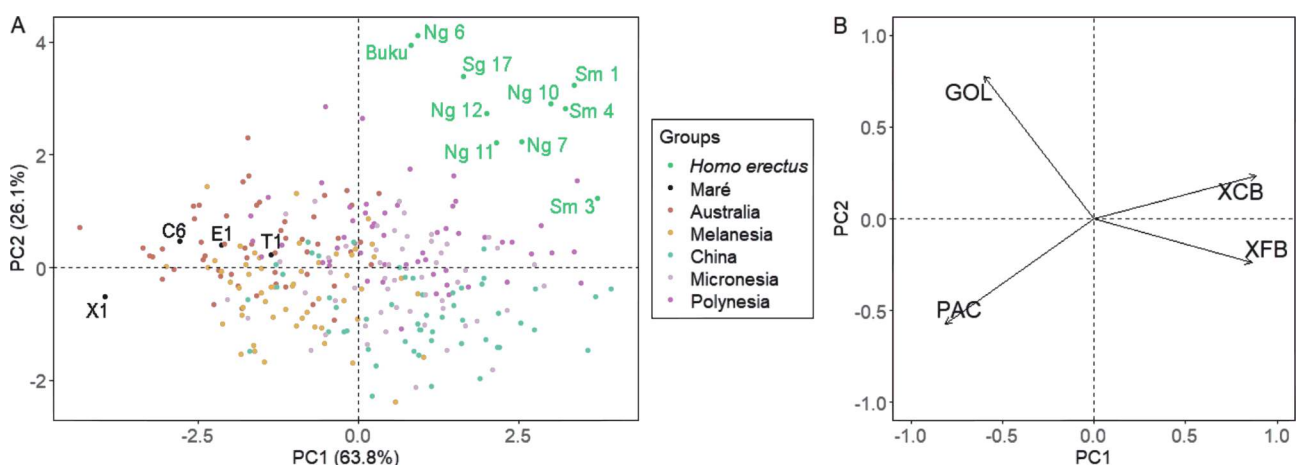 A
PC2 (26.1%)
4
2
0
-2
-2.5
0.0
2.5
PC1 (63.8%)
Ng 6
Buku
Sg 17
Sm 1
Ng 10
Ng 12
Sm 4
Ng 11
Ng 7
Sm 3
C6
E1
T1
X1
Groups
Homo erectus
Maré
Australia
Melanesia
China
Micronesia
Polynesia
B
PC2
1.0
0.5
0.0
-0.5
-1.0
-1.0
-0.5
0.0
0.5
1.0
PC1
GOL
XCB
XFB
PAC